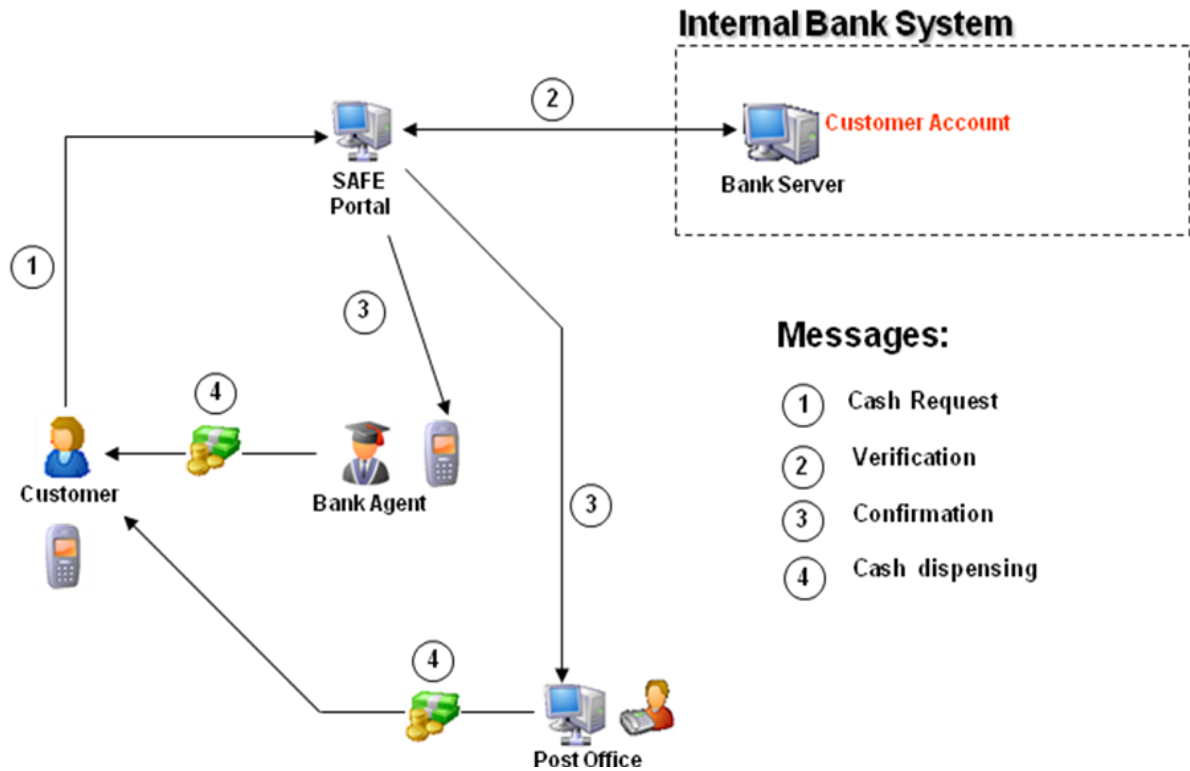 Internal Bank System
2
Customer Account
SAFE
Portal
Bank Server
1
3
Messages:
4
1 Cash Request
Customer
Bank Agent
2 Verification
3
3 Confirmation
4 Cash dispensing
4
Post Office